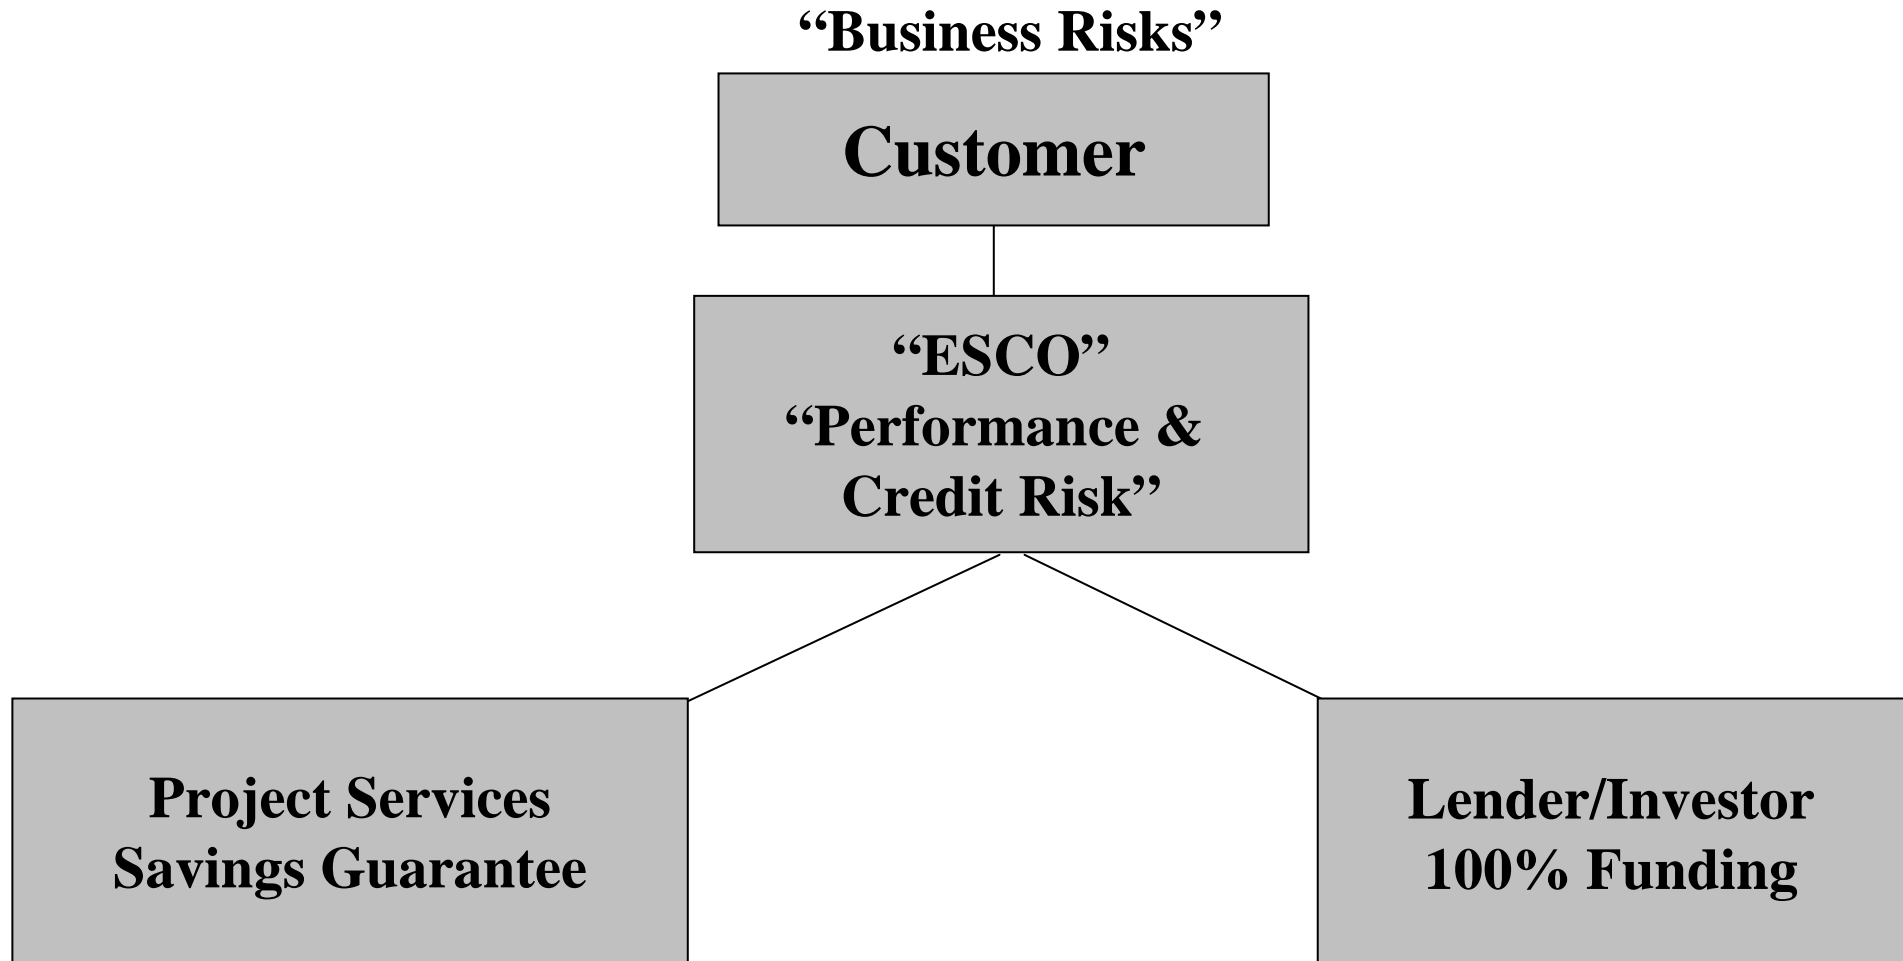 “Business Risks”
Customer
“ESCO”
“Performance &
Credit Risk”
Project Services
Savings Guarantee
Lender/Investor
100% Funding